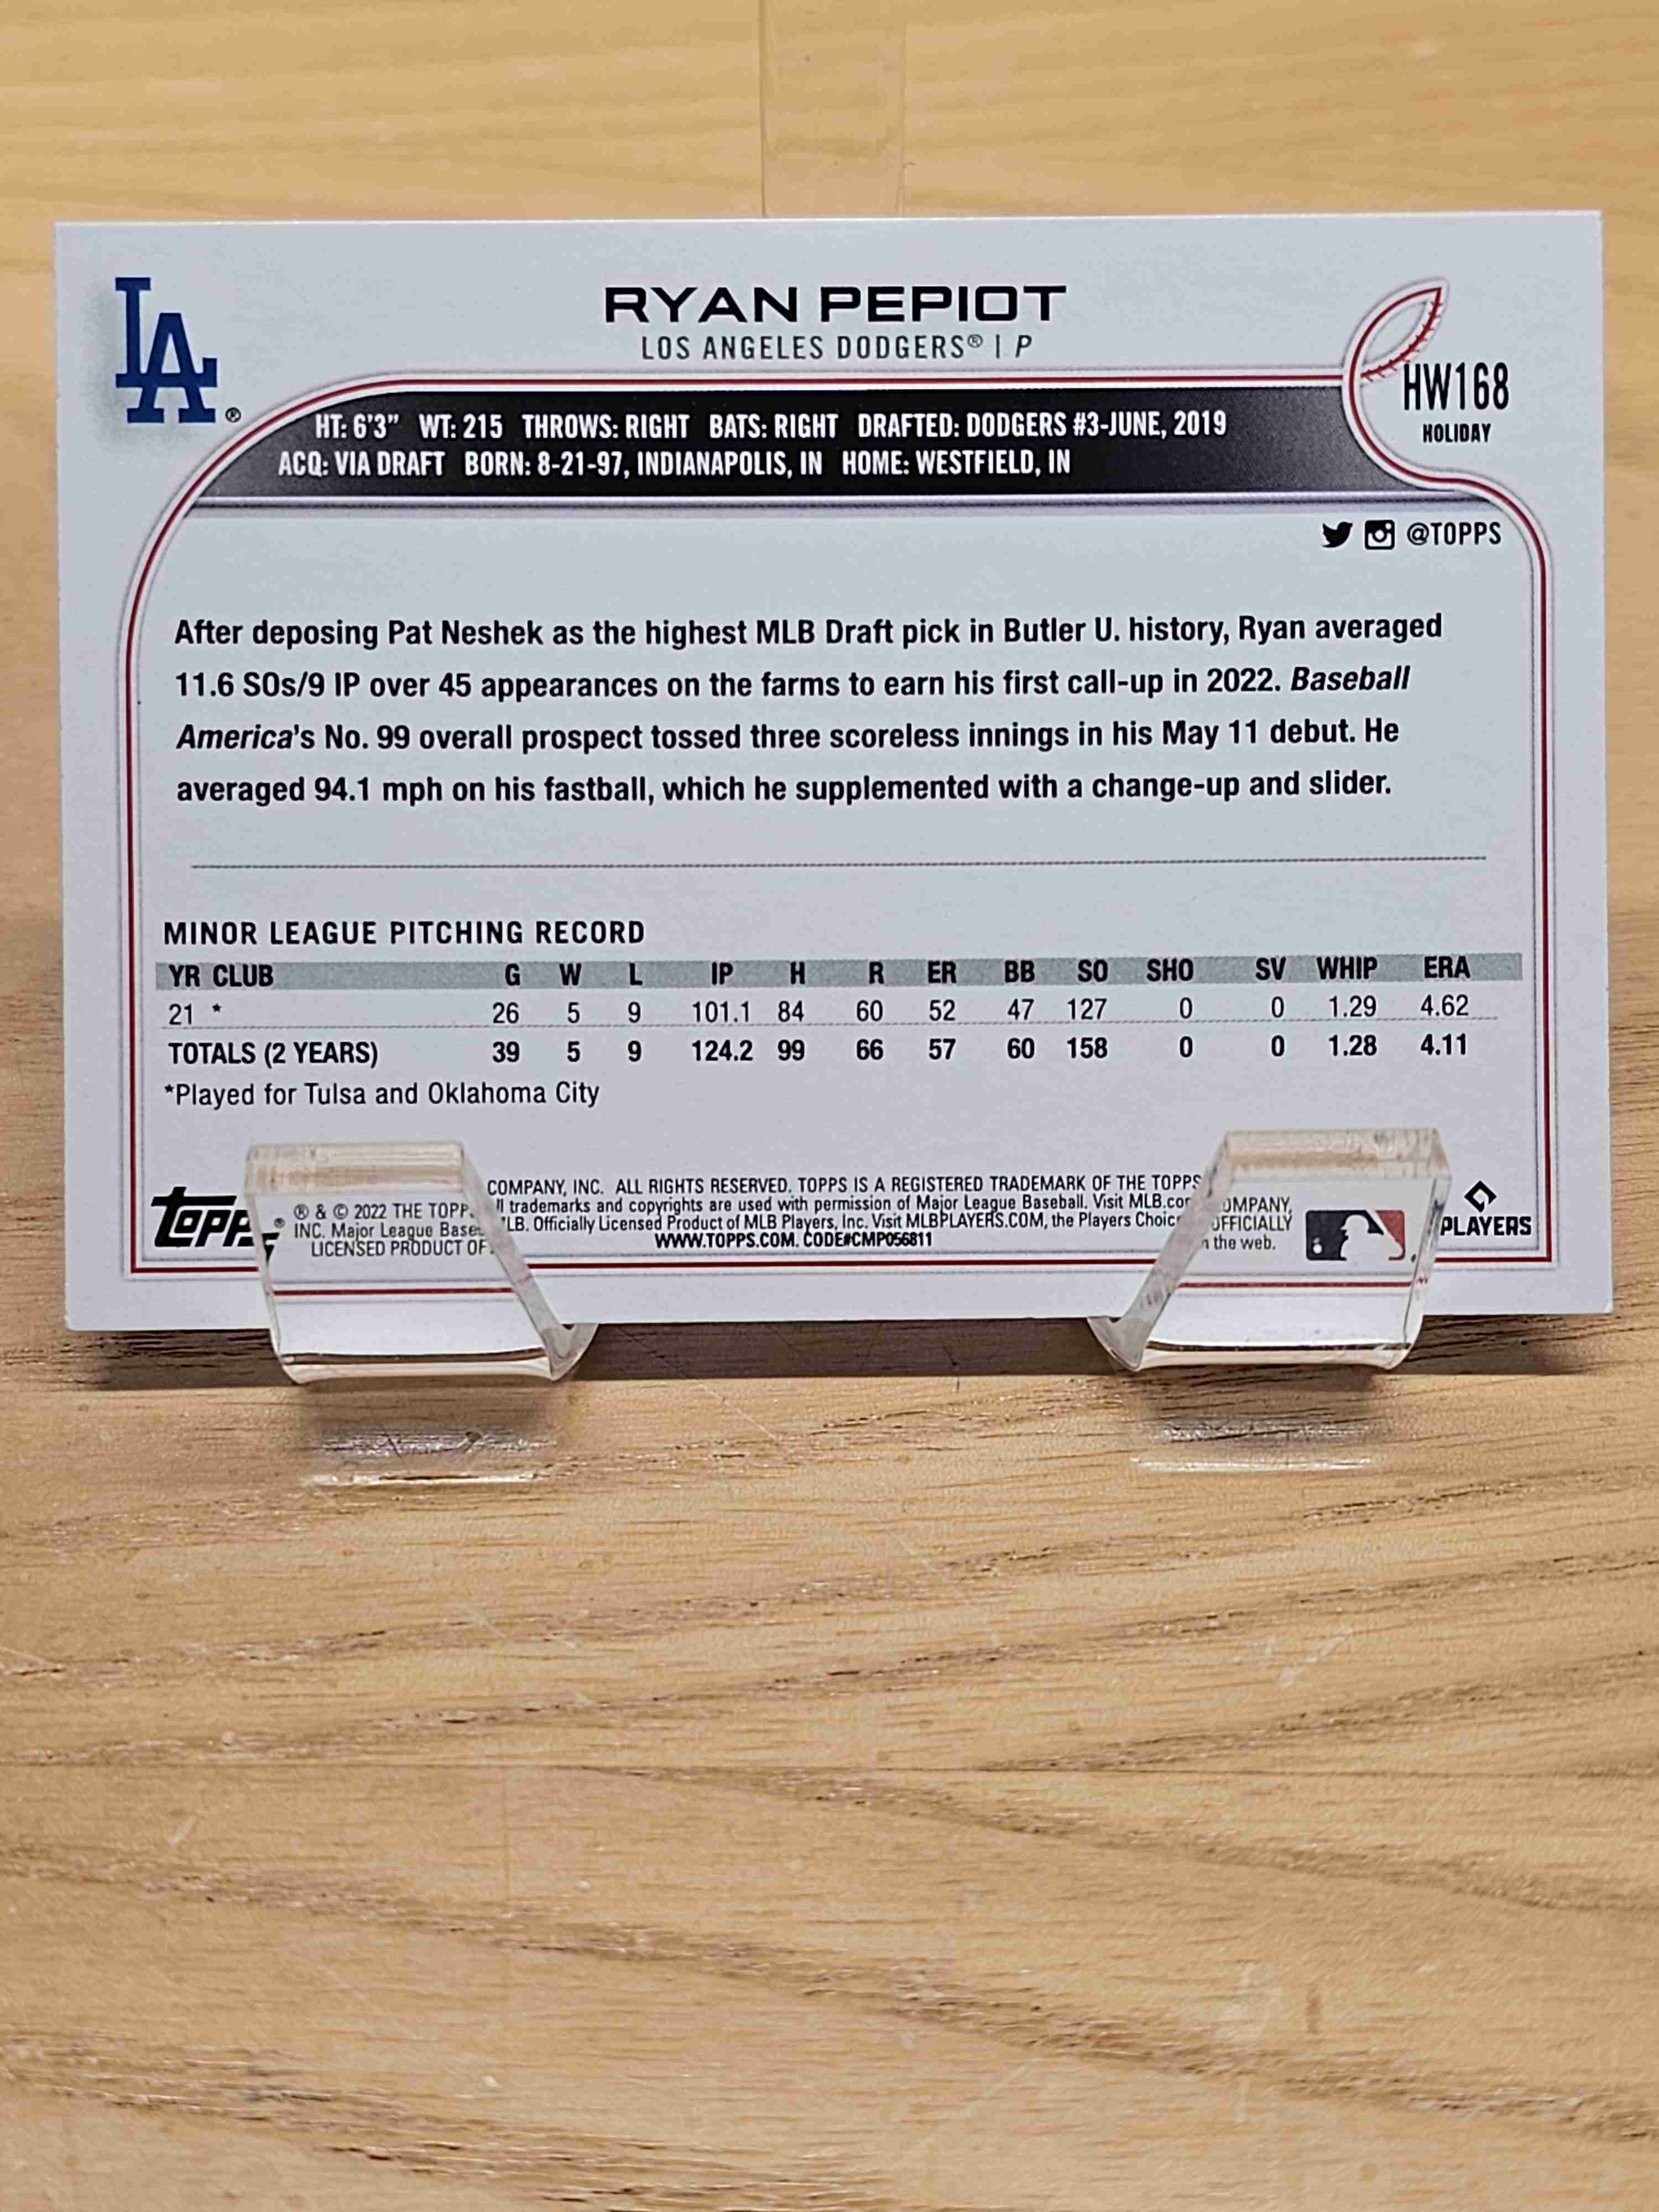 LA®
RYAN PEPIOT
LOS ANGELES DODGERS® | P
HW168
HOLIDAY
HT: 6'3" WT: 215 THROWS: RIGHT BATS: RIGHT DRAFTED: DODGERS #3-JUNE, 2019
ACQ: VIA DRAFT BORN: 8-21-97, INDIANAPOLIS, IN HOME: WESTFIELD, IN
@TOPPS
After deposing Pat Neshek as the highest MLB Draft pick in Butler U. history, Ryan averaged
11.6 SOs/9 IP over 45 appearances on the farms to earn his first call-up in 2022. Baseball
America's No. 99 overall prospect tossed three scoreless innings in his May 11 debut. He
averaged 94.1 mph on his fastball, which he supplemented with a change-up and slider.
MINOR LEAGUE PITCHING RECORD
YR CLUB G W L IP H R ER BB SO SHO SV WHIP ERA
21 * 26 5 9 101.1 84 60 52 47 127 0 0 1.29 4.62
TOTALS (2 YEARS) 39 5 9 124.2 99 66 57 60 158 0 0 1.28 4.11
*Played for Tulsa and Oklahoma City
topps ® & © 2022 THE TOPPS COMPANY, INC. ALL RIGHTS RESERVED. TOPPS IS A REGISTERED TRADEMARK OF THE TOPPS COMPANY,
INC. Major League Base trademarks and copyrights are used with permission of Major League Baseball. Visit MLB.com OFFICIALLY
LICENSED PRODUCT OF MLB. Officially Licensed Product of MLB Players, Inc. Visit MLBPLAYERS.COM, the Players Choice the web.
WWW.TOPPS.COM. CODE#CMP056811
PLAYERS